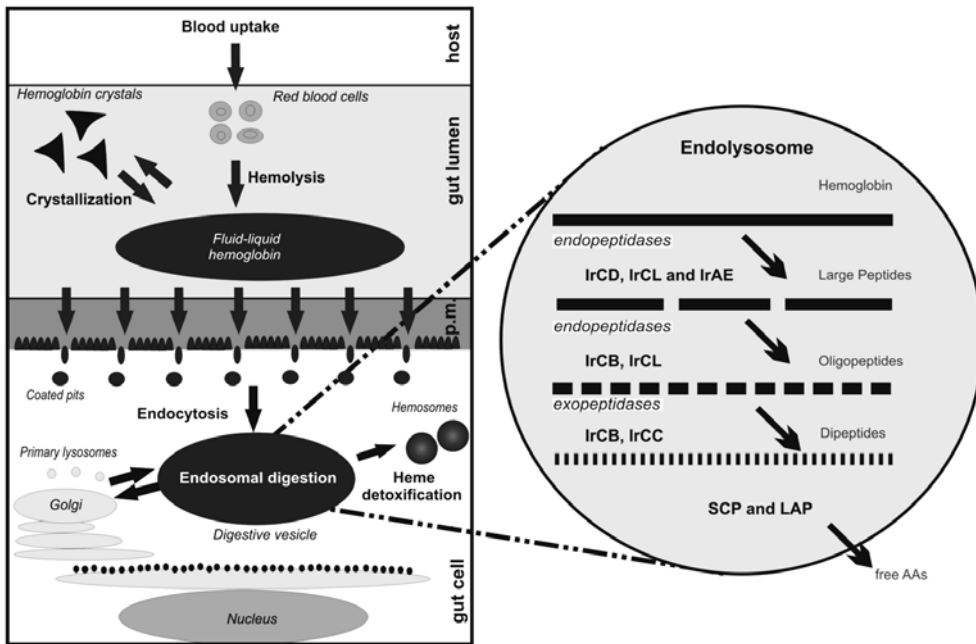 Blood uptake
host
Hemoglobin crystals
Red blood cells
Hemolysis
Crystallization
gut lumen
Fluid-liquid
hemoglobin
p.m.
Coated pits
Endocytosis
Hemosomes
Primary lysosomes
Endosomal digestion
Heme
detoxification
Golgi
Digestive vesicle
Nucleus
gut cell
Endolysosome
Hemoglobin
endopeptidases
IrCD, IrCL and IrAE
Large Peptides
endopeptidases
IrCB, IrCL
Oligopeptides
exopeptidases
IrCB, IrCC
Dipeptides
SCP and LAP
free AAs